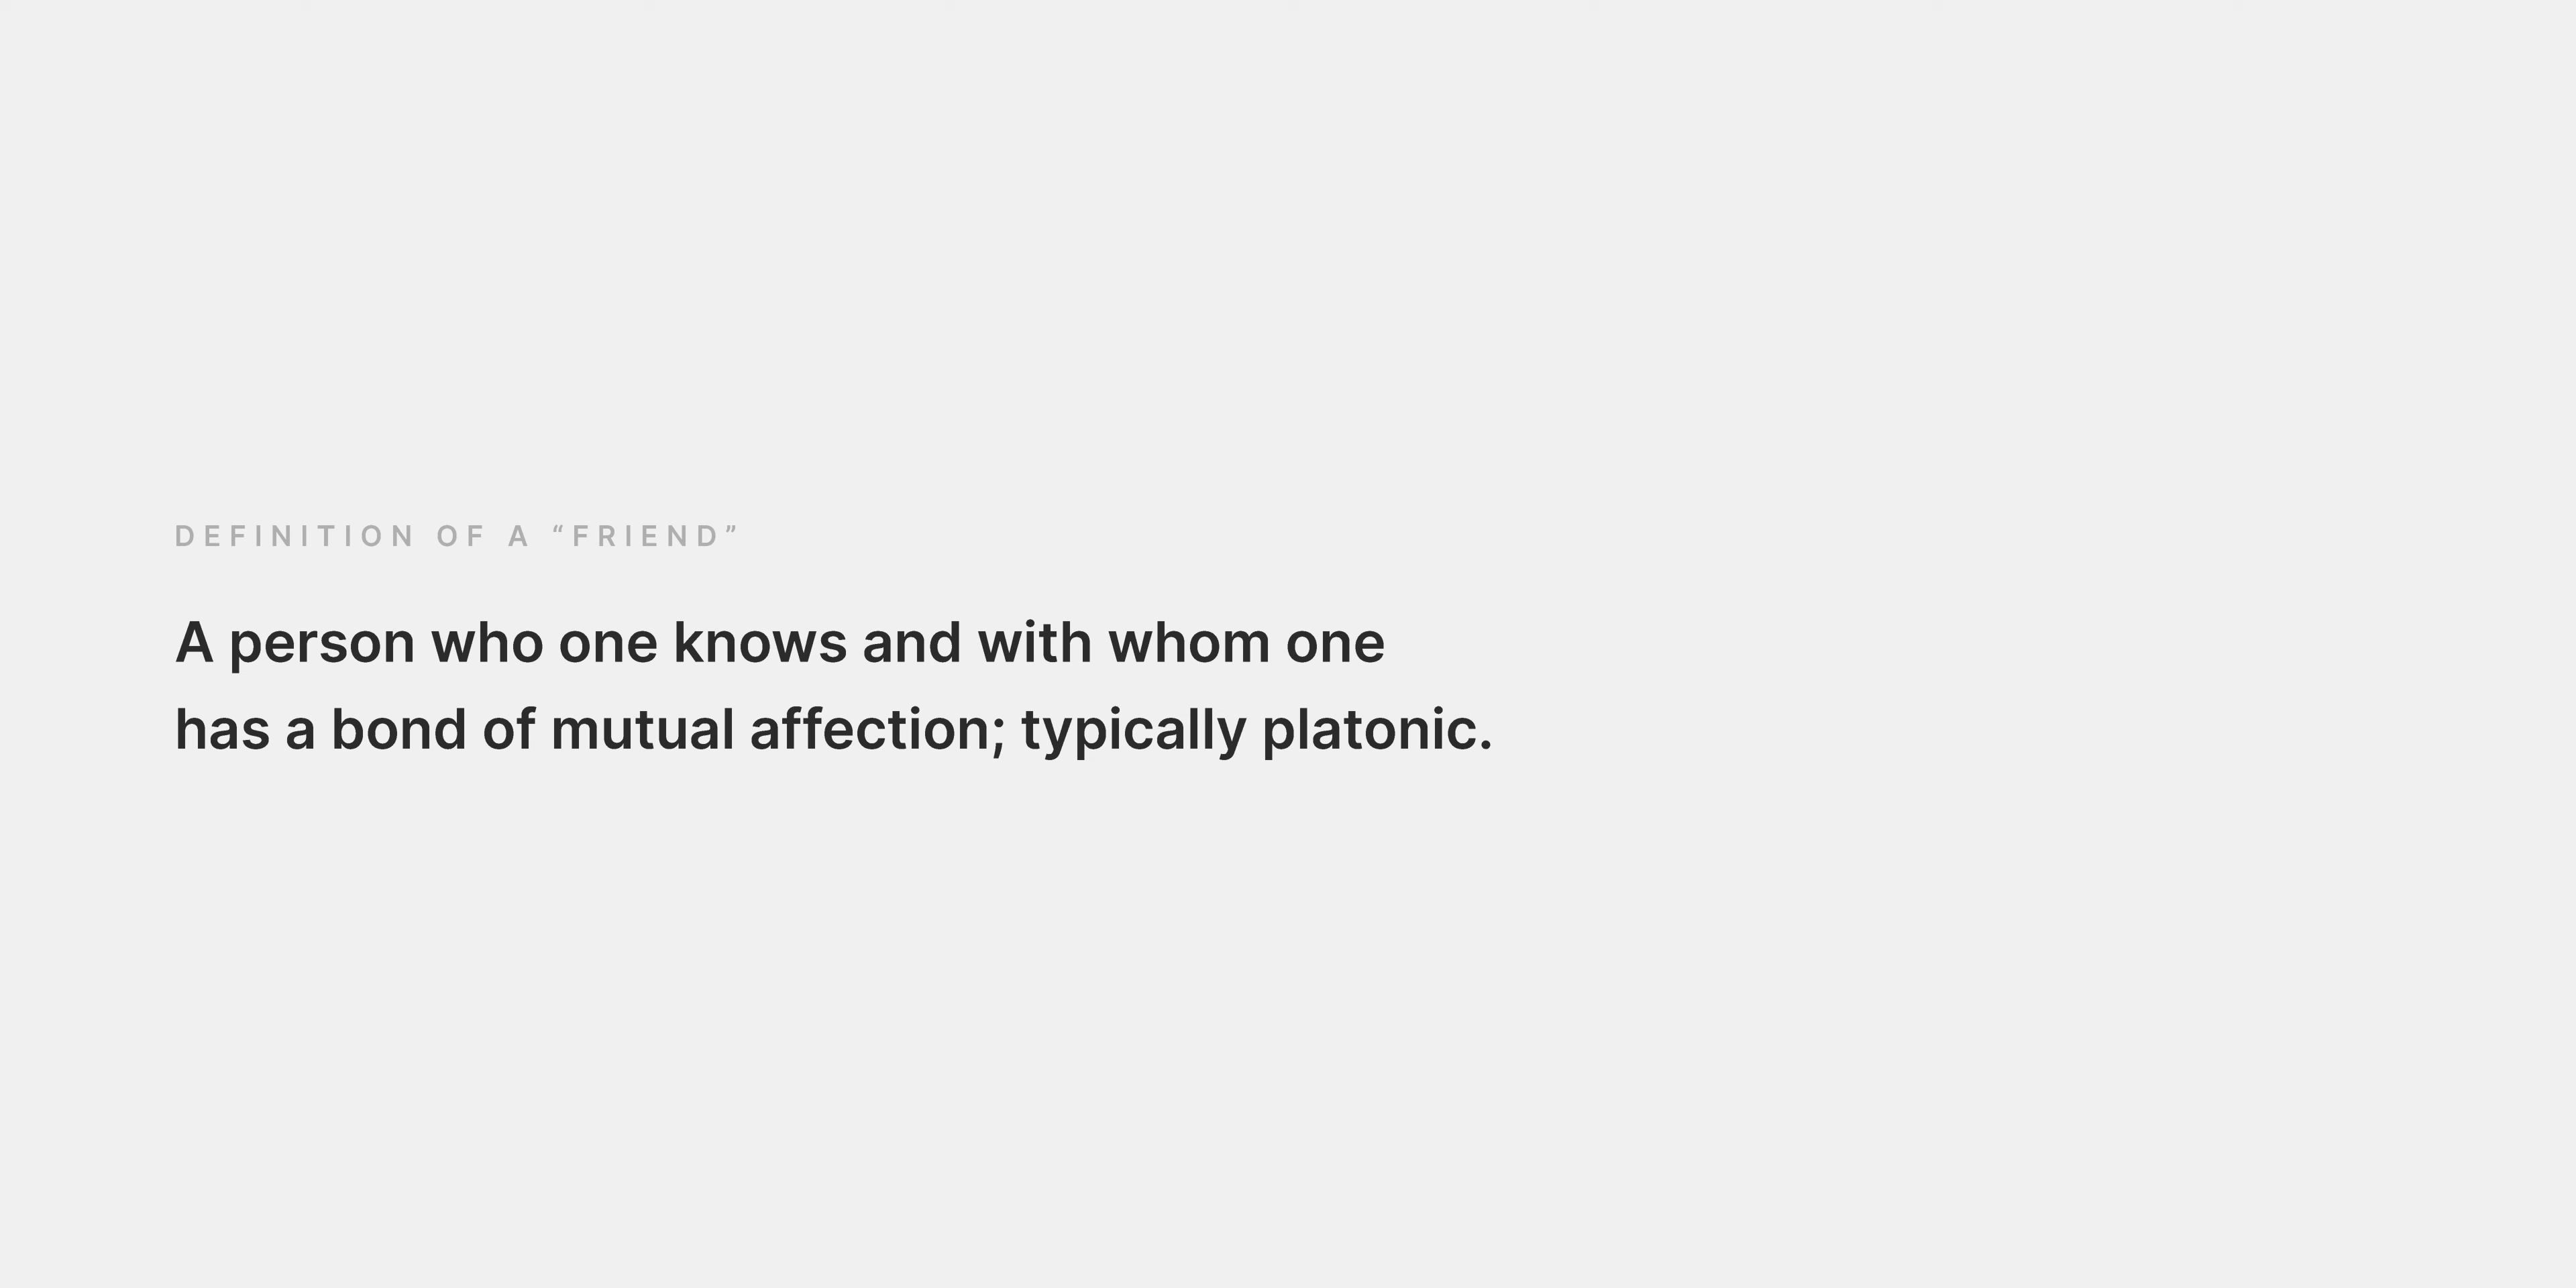 DEFINITION OF A “FRIEND”
A person who one knows and with whom one
has a bond of mutual affection; typically platonic.